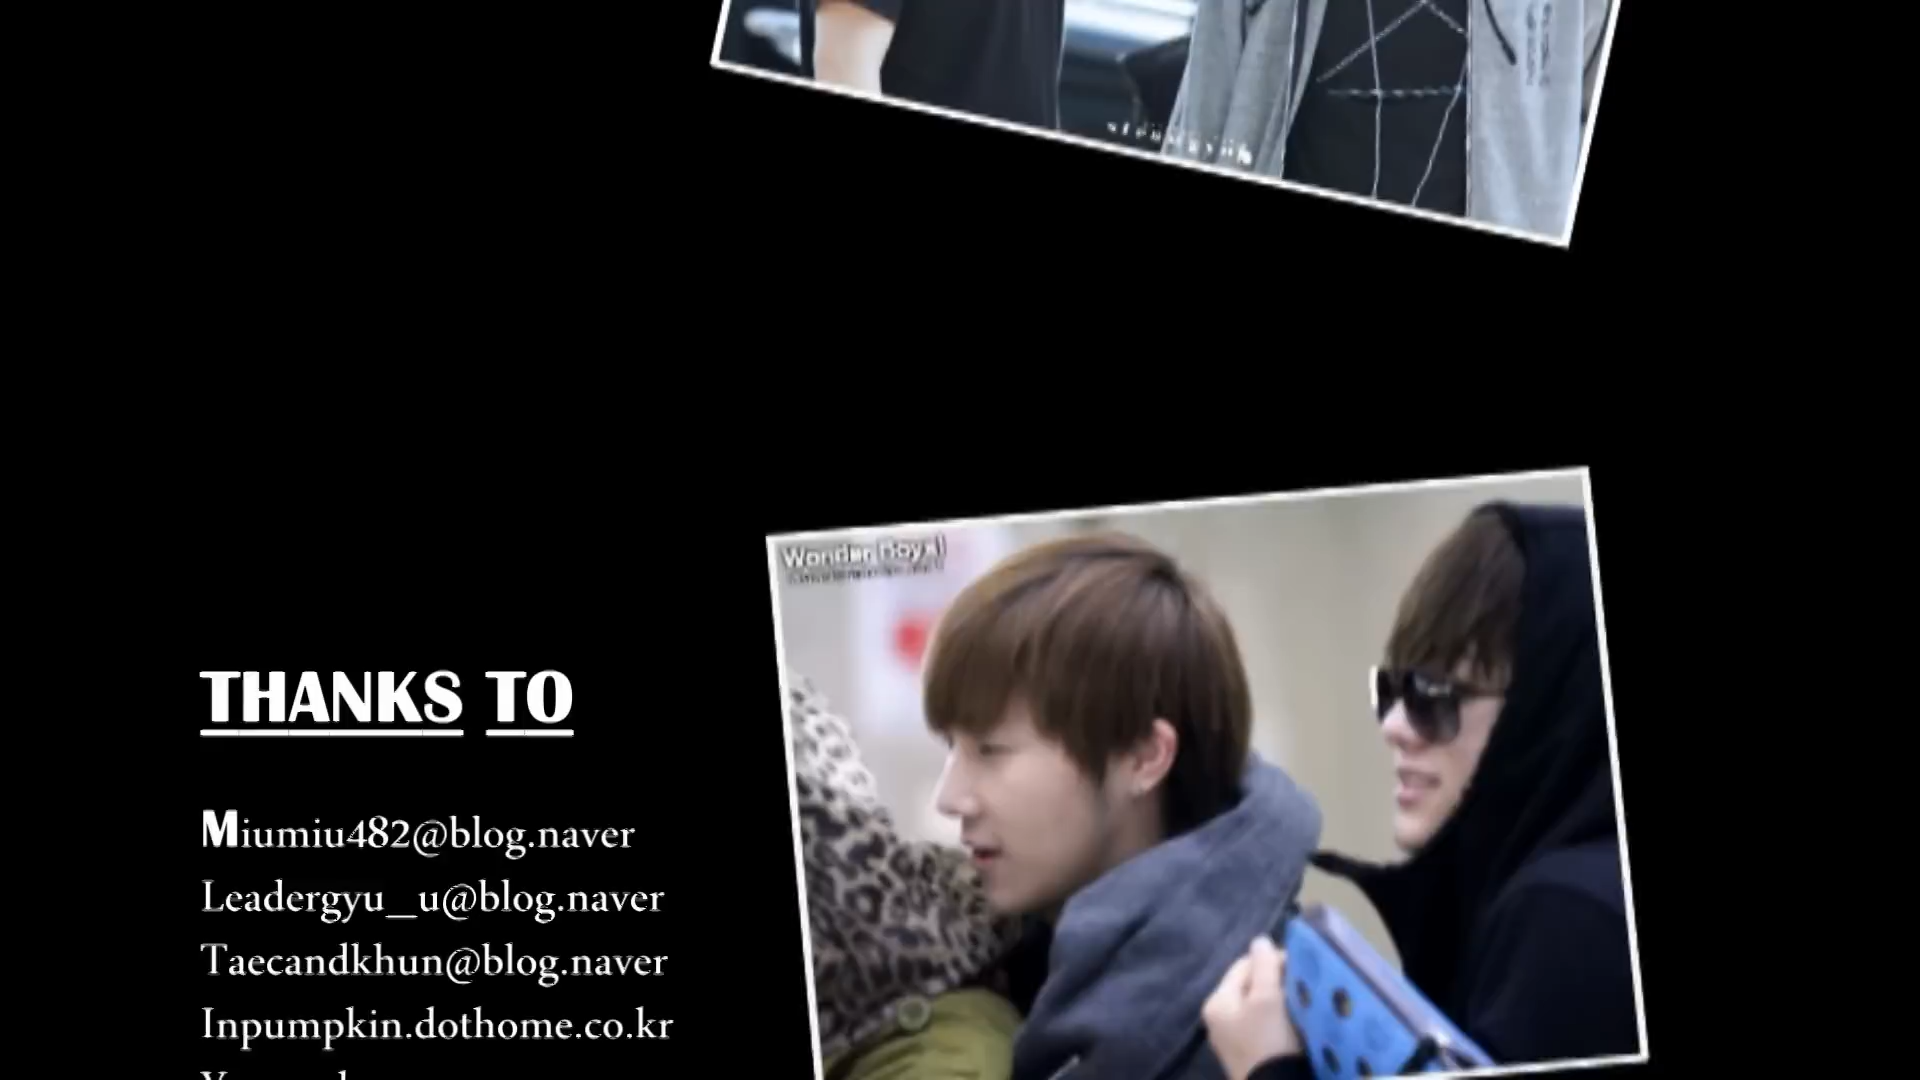 Wonder Boys!
THANKS TO
Miumiu482@blog.naver
Leadergyu_u@blog.naver
Taecandkhun@blog.naver
Inpumpkin.dothome.co.kr